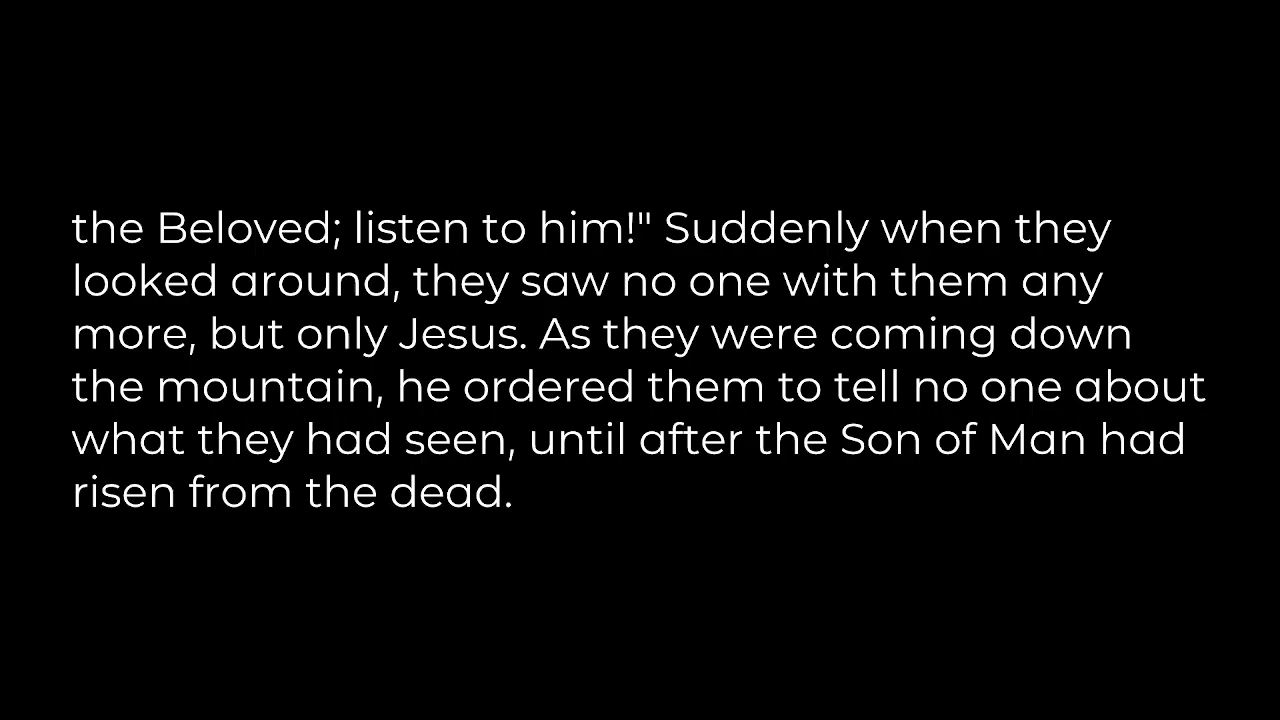 the Beloved; listen to him!" Suddenly when they
looked around, they saw no one with them any
more, but only Jesus. As they were coming down
the mountain, he ordered them to tell no one about
what they had seen, until after the Son of Man had
risen from the dead.